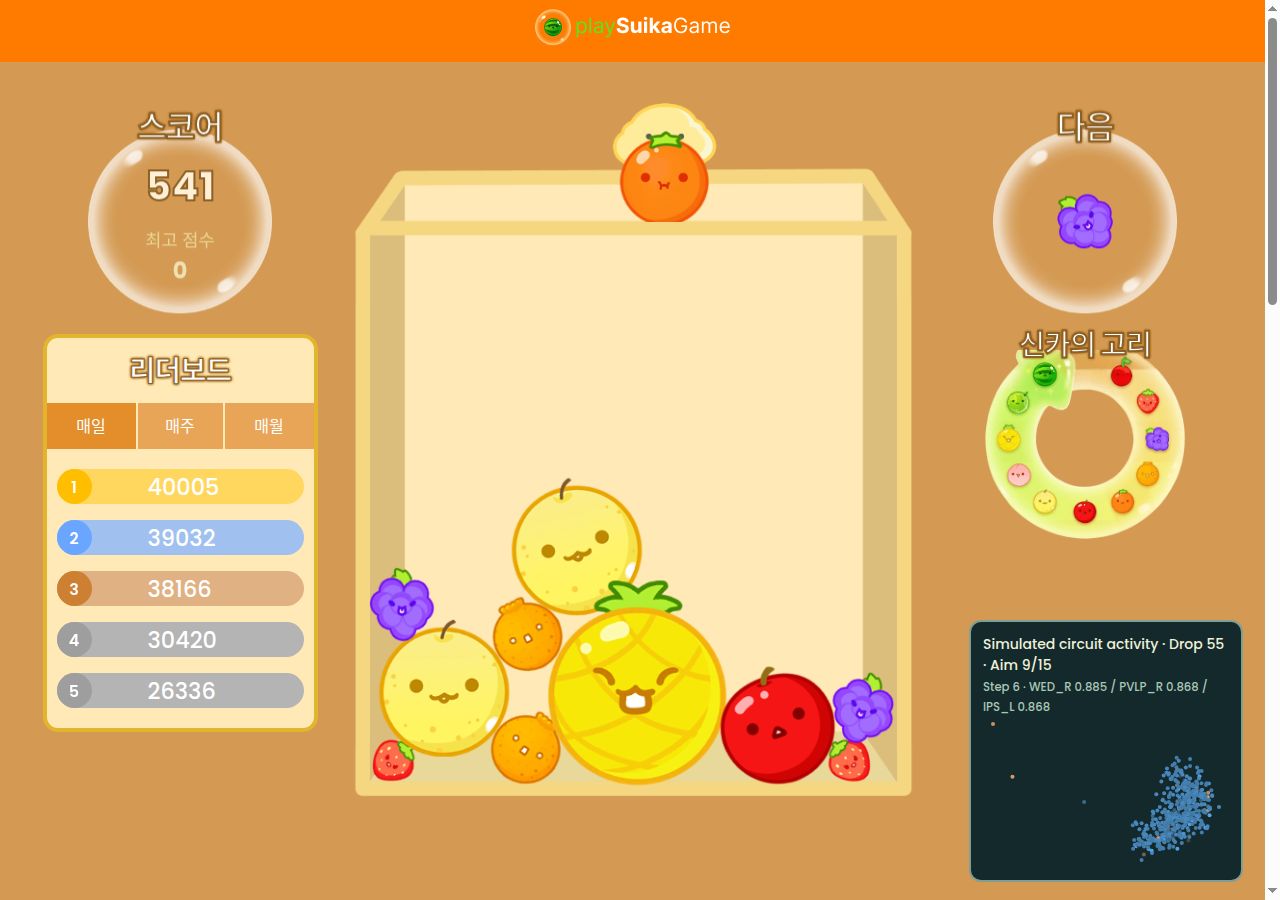 playSuikaGame
스코어
541
최고 점수
0
다음
신카의 고리
리더보드
매일 매주 매월
1 40005
2 39032
3 38166
4 30420
5 26336
Simulated circuit activity · Drop 55
· Aim 9/15
Step 6 · WED_R 0.885 / PVLP_R 0.868 /
IPS_L 0.868